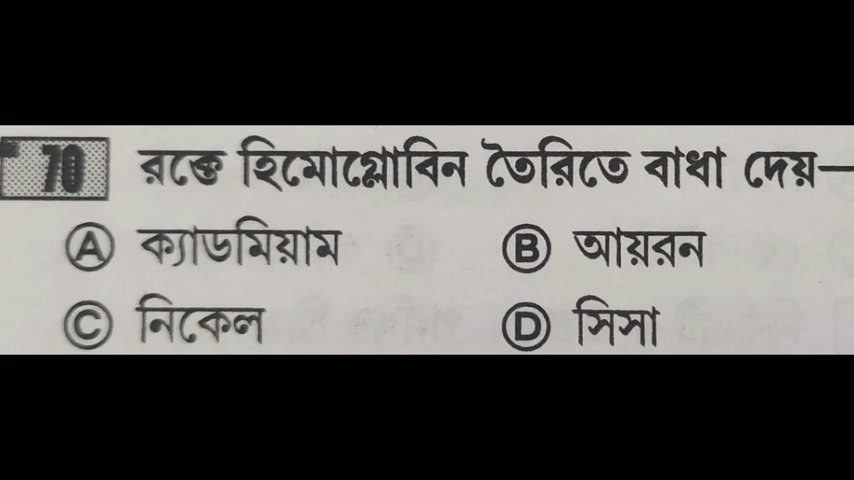 70 রক্তে হিমোগ্লোবিন তৈরিতে বাধা দেয়—
Ⓐ ক্যাডমিয়াম Ⓑ আয়রন
Ⓒ নিকেল Ⓓ সিসা